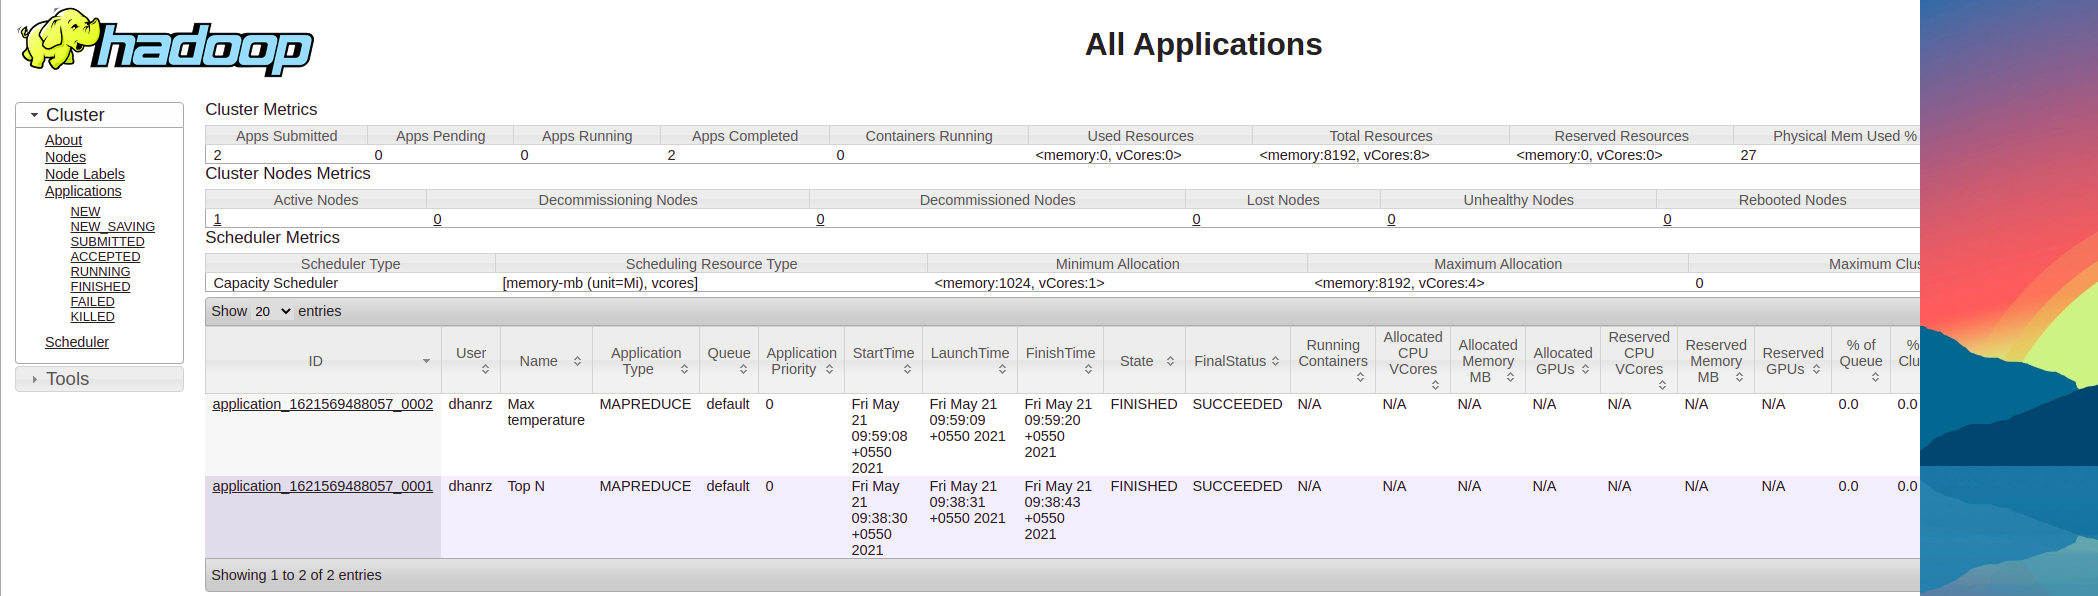 hadoop
All Applications
Cluster
About
Nodes
Node Labels
Applications
NEW
NEW_SAVING
SUBMITTED
ACCEPTED
RUNNING
FINISHED
FAILED
KILLED
Scheduler
Tools
Cluster Metrics
Apps Submitted Apps Pending Apps Running Apps Completed Containers Running Used Resources Total Resources Reserved Resources Physical Mem Used %
2 0 0 2 0 <memory:0, vCores:0> <memory:8192, vCores:8> <memory:0, vCores:0> 27
Cluster Nodes Metrics
Active Nodes Decommissioning Nodes Decommissioned Nodes Lost Nodes Unhealthy Nodes Rebooted Nodes
1 0 0 0 0 0
Scheduler Metrics
Scheduler Type Scheduling Resource Type Minimum Allocation Maximum Allocation Maximum Clus
Capacity Scheduler [memory-mb (unit=Mi), vcores] <memory:1024, vCores:1> <memory:8192, vCores:4> 0
Show 20 entries
ID User Name Application Type Queue Application Priority StartTime LaunchTime FinishTime State FinalStatus Running Containers Allocated CPU VCores Allocated Memory MB Allocated GPUs Reserved CPU VCores Reserved Memory MB Reserved GPUs % of Queue % Clu
application_1621569488057_0002 dhanrz Max temperature MAPREDUCE default 0 Fri May 21 09:59:08 +0550 2021 Fri May 21 09:59:09 +0550 2021 Fri May 21 09:59:20 +0550 2021 FINISHED SUCCEEDED N/A N/A N/A N/A N/A N/A N/A 0.0 0.0
application_1621569488057_0001 dhanrz Top N MAPREDUCE default 0 Fri May 21 09:38:30 +0550 2021 Fri May 21 09:38:31 +0550 2021 Fri May 21 09:38:43 +0550 2021 FINISHED SUCCEEDED N/A N/A N/A N/A N/A N/A N/A 0.0 0.0
Showing 1 to 2 of 2 entries